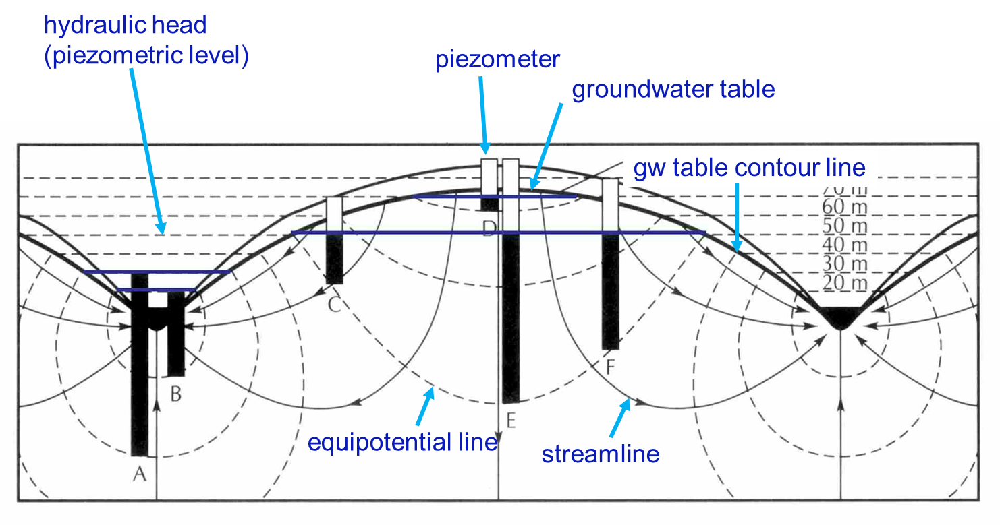 hydraulic head
(piezometric level)
piezometer
groundwater table
gw table contour line
70 m
60 m
50 m
40 m
30 m
20 m
D
C
F
B
E
equipotential line
streamline
A